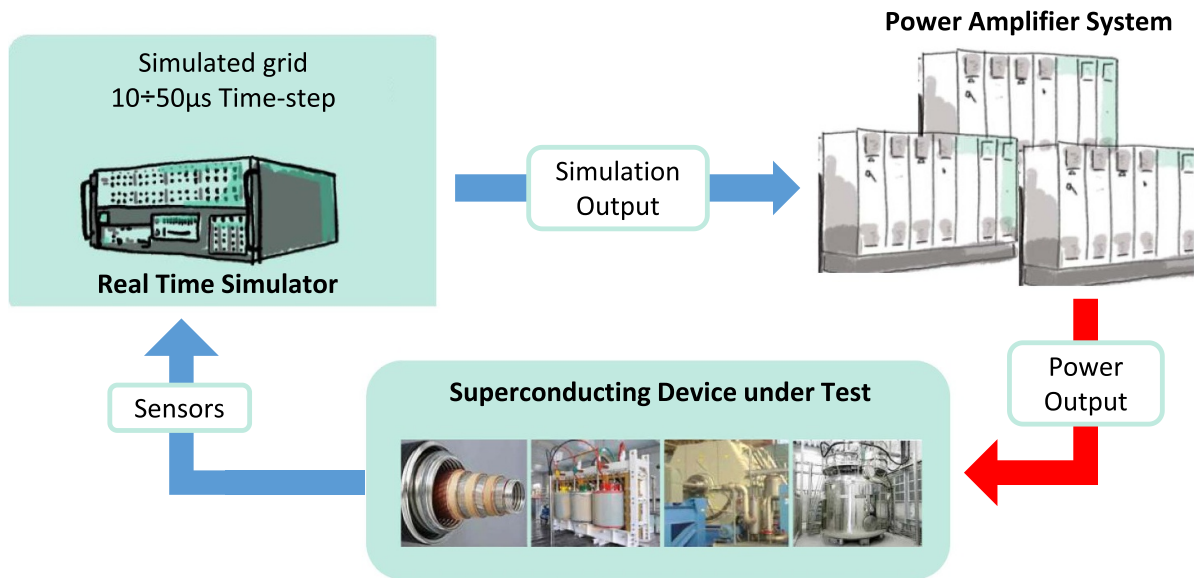 Power Amplifier System
Simulated grid
10÷50µs Time-step
Real Time Simulator
Simulation
Output
Power
Output
Sensors
Superconducting Device under Test